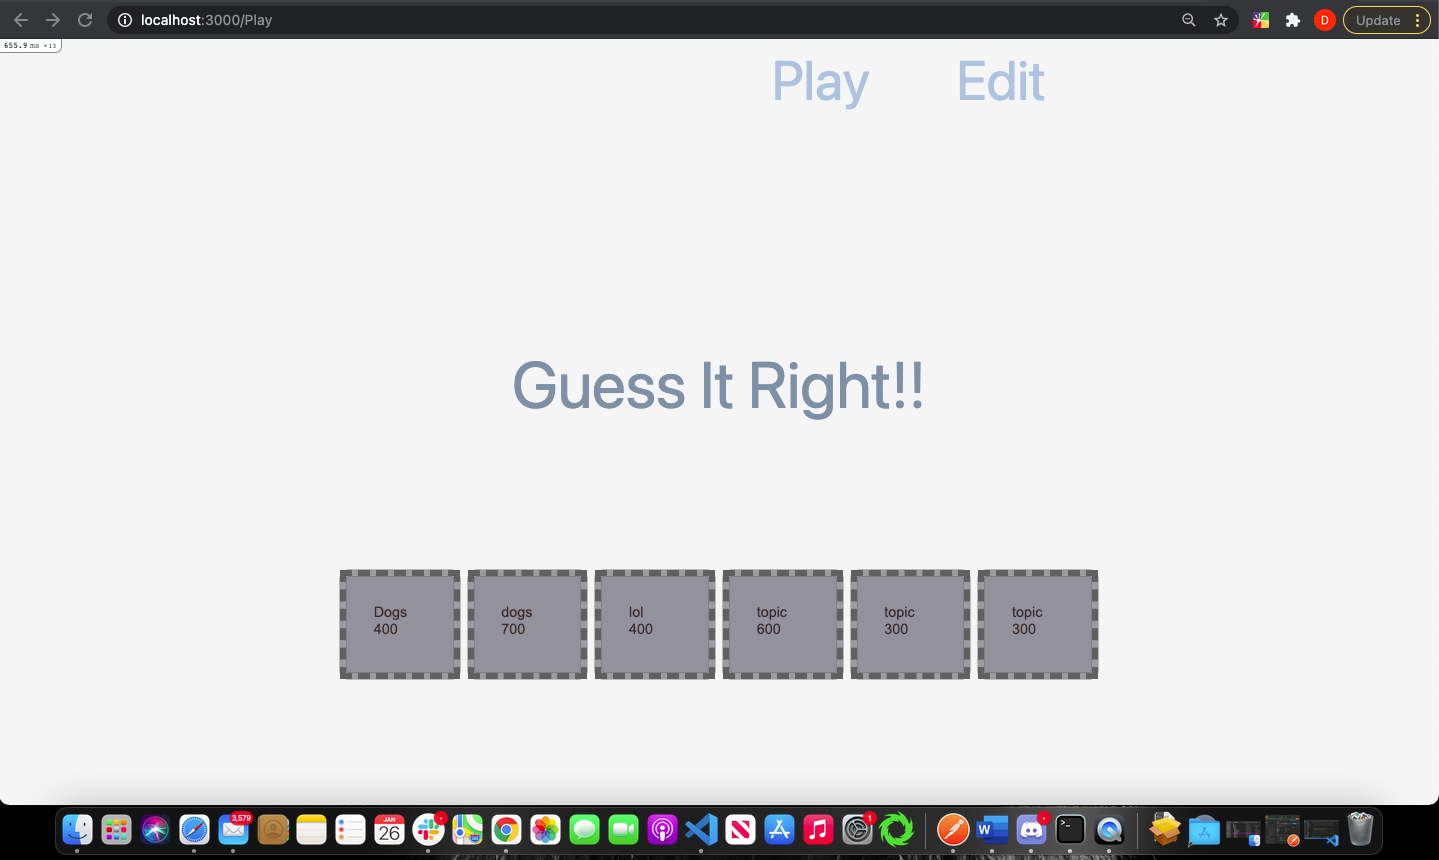 localhost:3000/Play
D
Update
655.9 ms ×13
Play Edit
Guess It Right!!
Dogs
400
dogs
700
lol
400
topic
600
topic
300
topic
300
3,579
JAN
26
1
W
>_